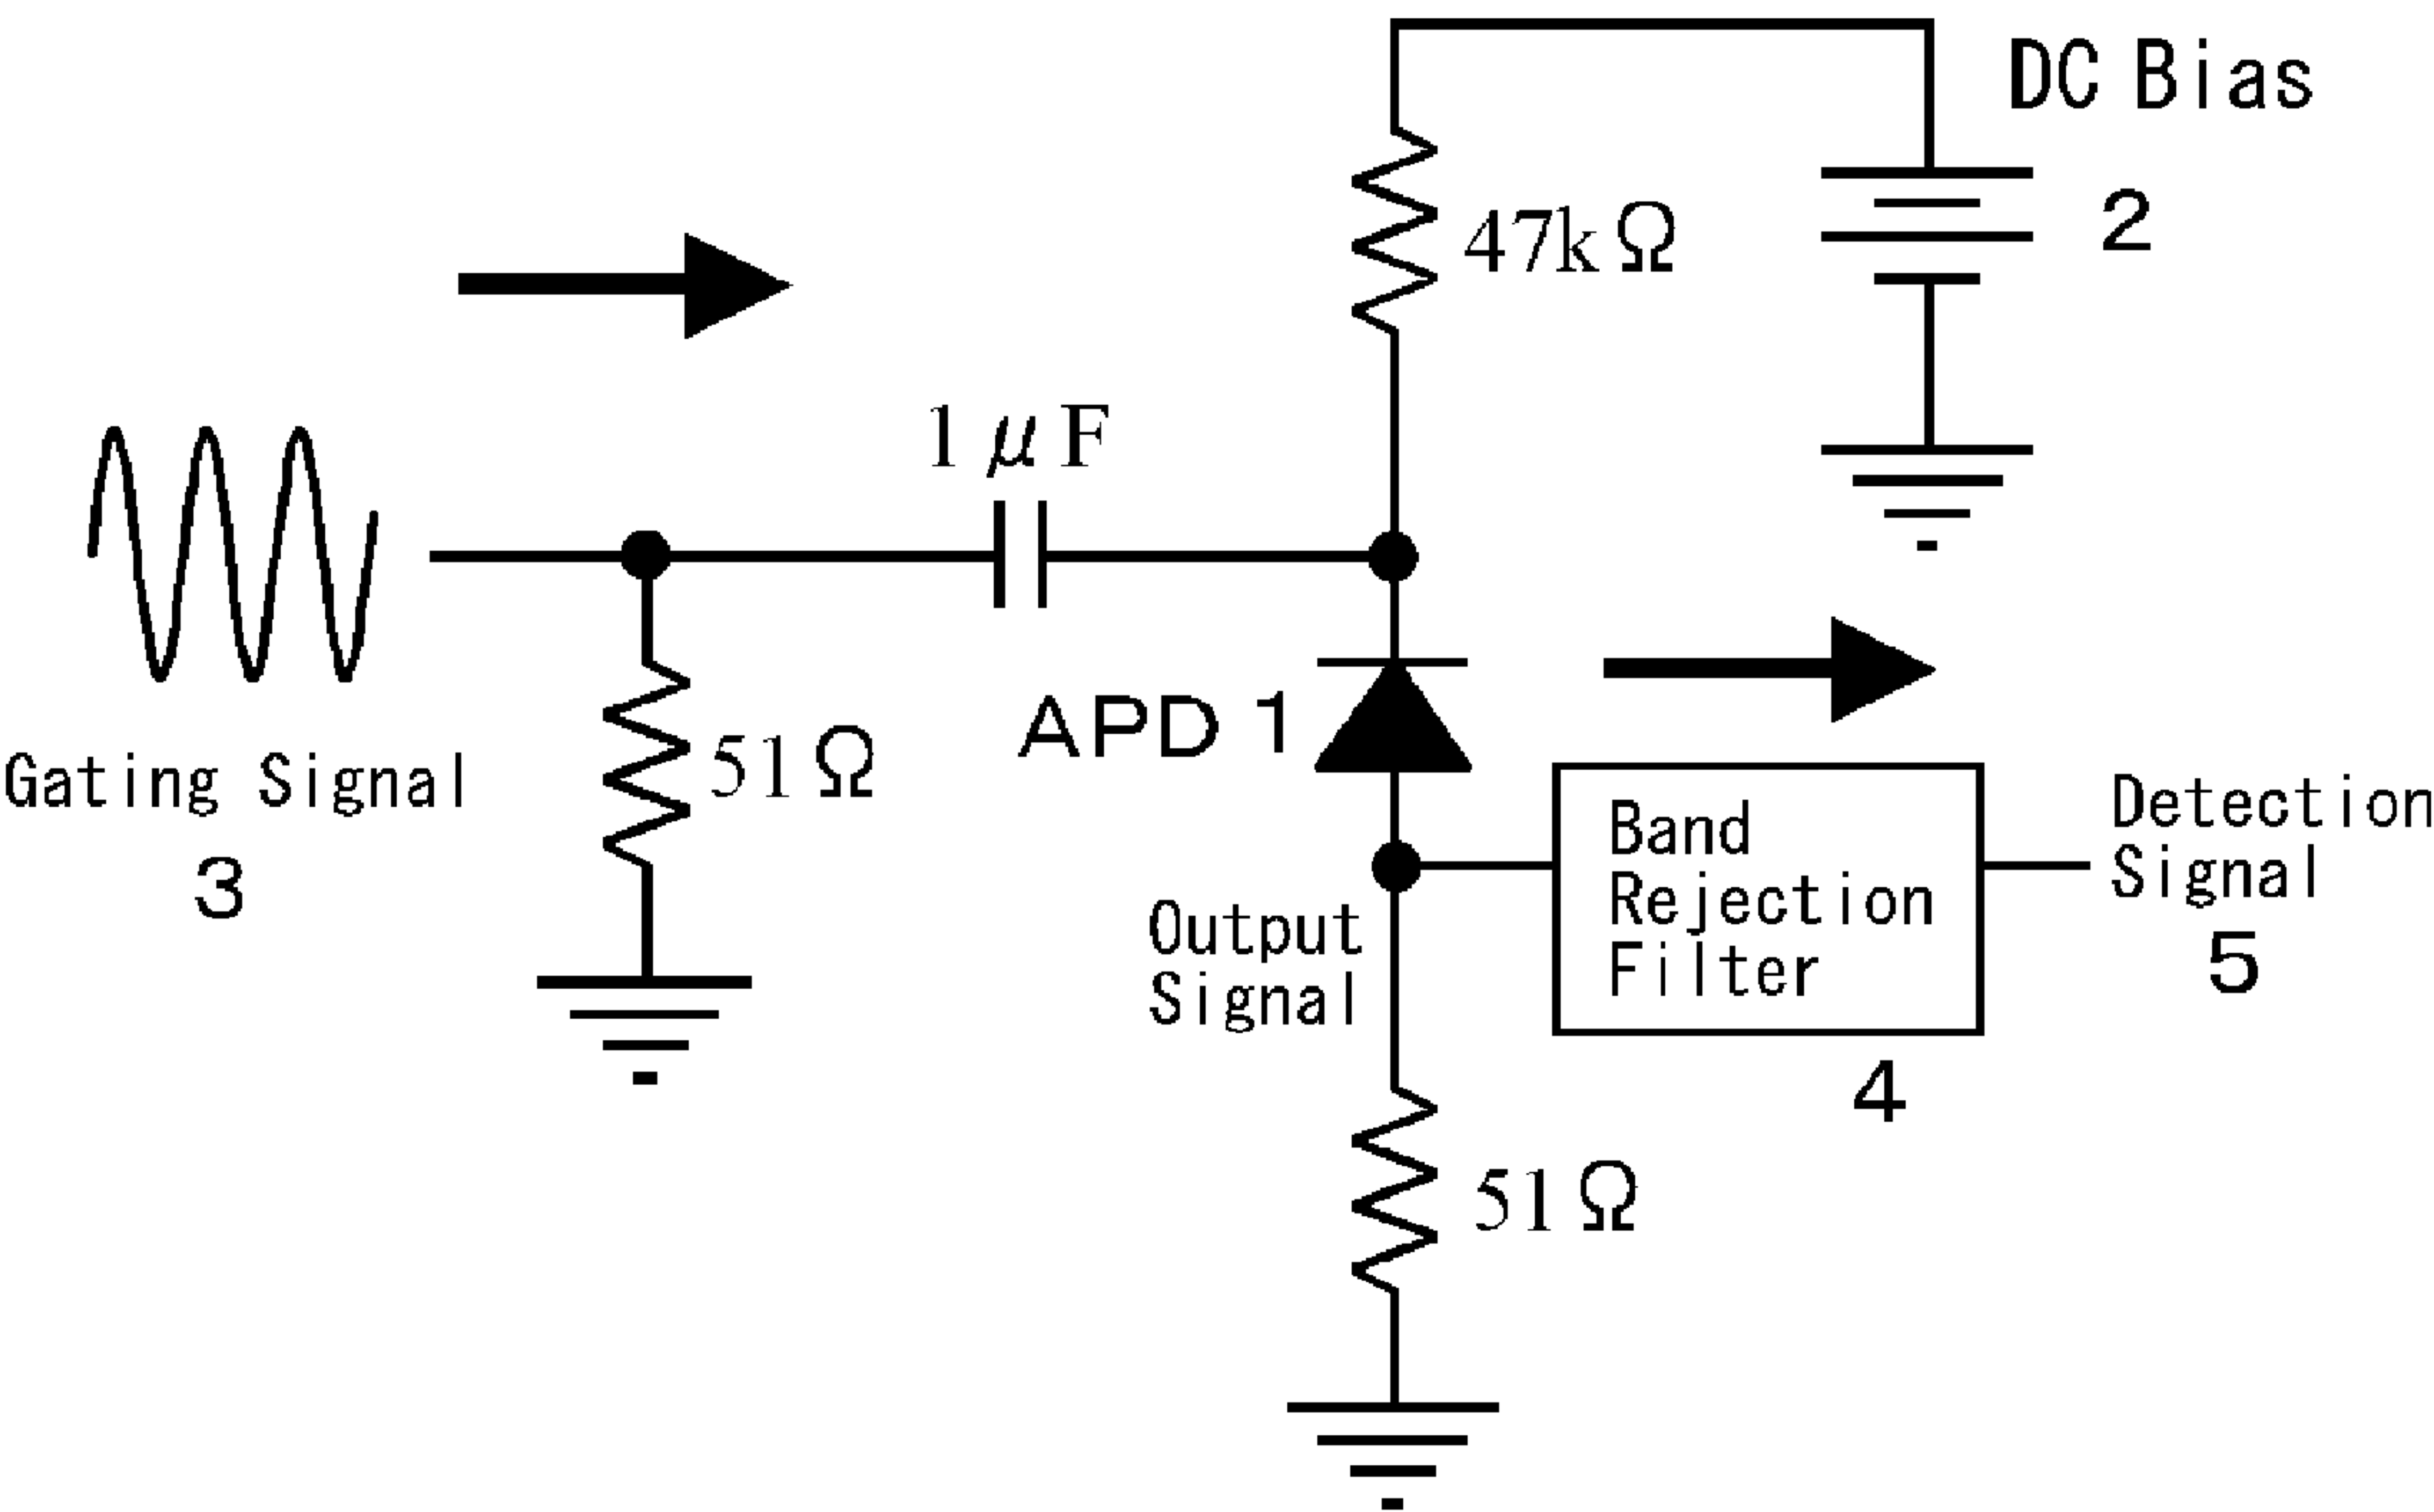 DC Bias
2
47kΩ
1μF
APD 1
51Ω
Gating Signal
3
Band
Rejection
Filter
4
Detection
Signal
5
Output
Signal
51Ω